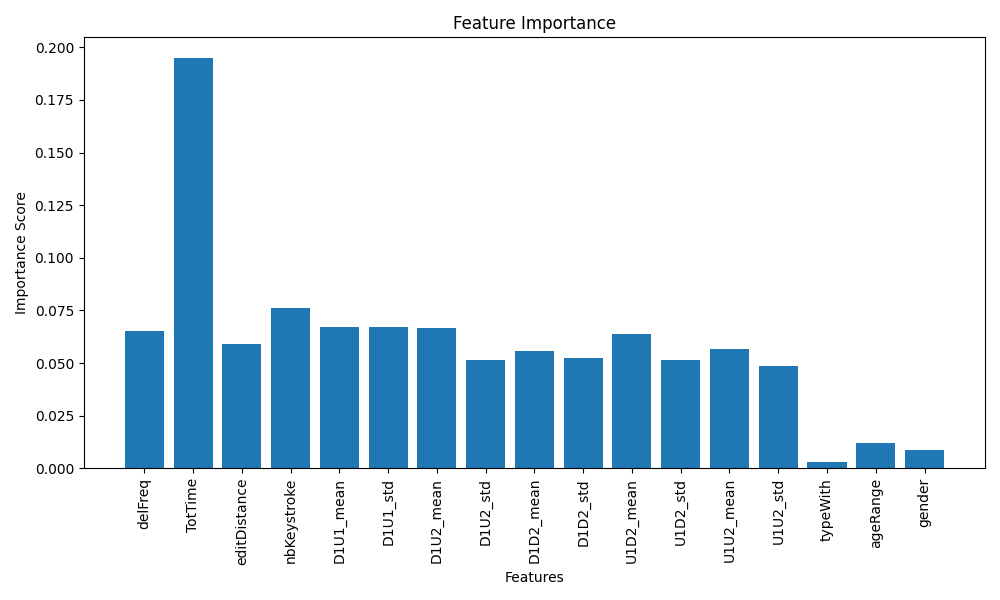 Feature Importance
Importance Score
0.200
0.175
0.150
0.125
0.100
0.075
0.050
0.025
0.000
delFreq
TotTime
editDistance
nbKeystroke
D1U1_mean
D1U1_std
D1U2_mean
D1U2_std
D1D2_mean
D1D2_std
U1D2_mean
U1D2_std
U1U2_mean
U1U2_std
typeWith
ageRange
gender
Features